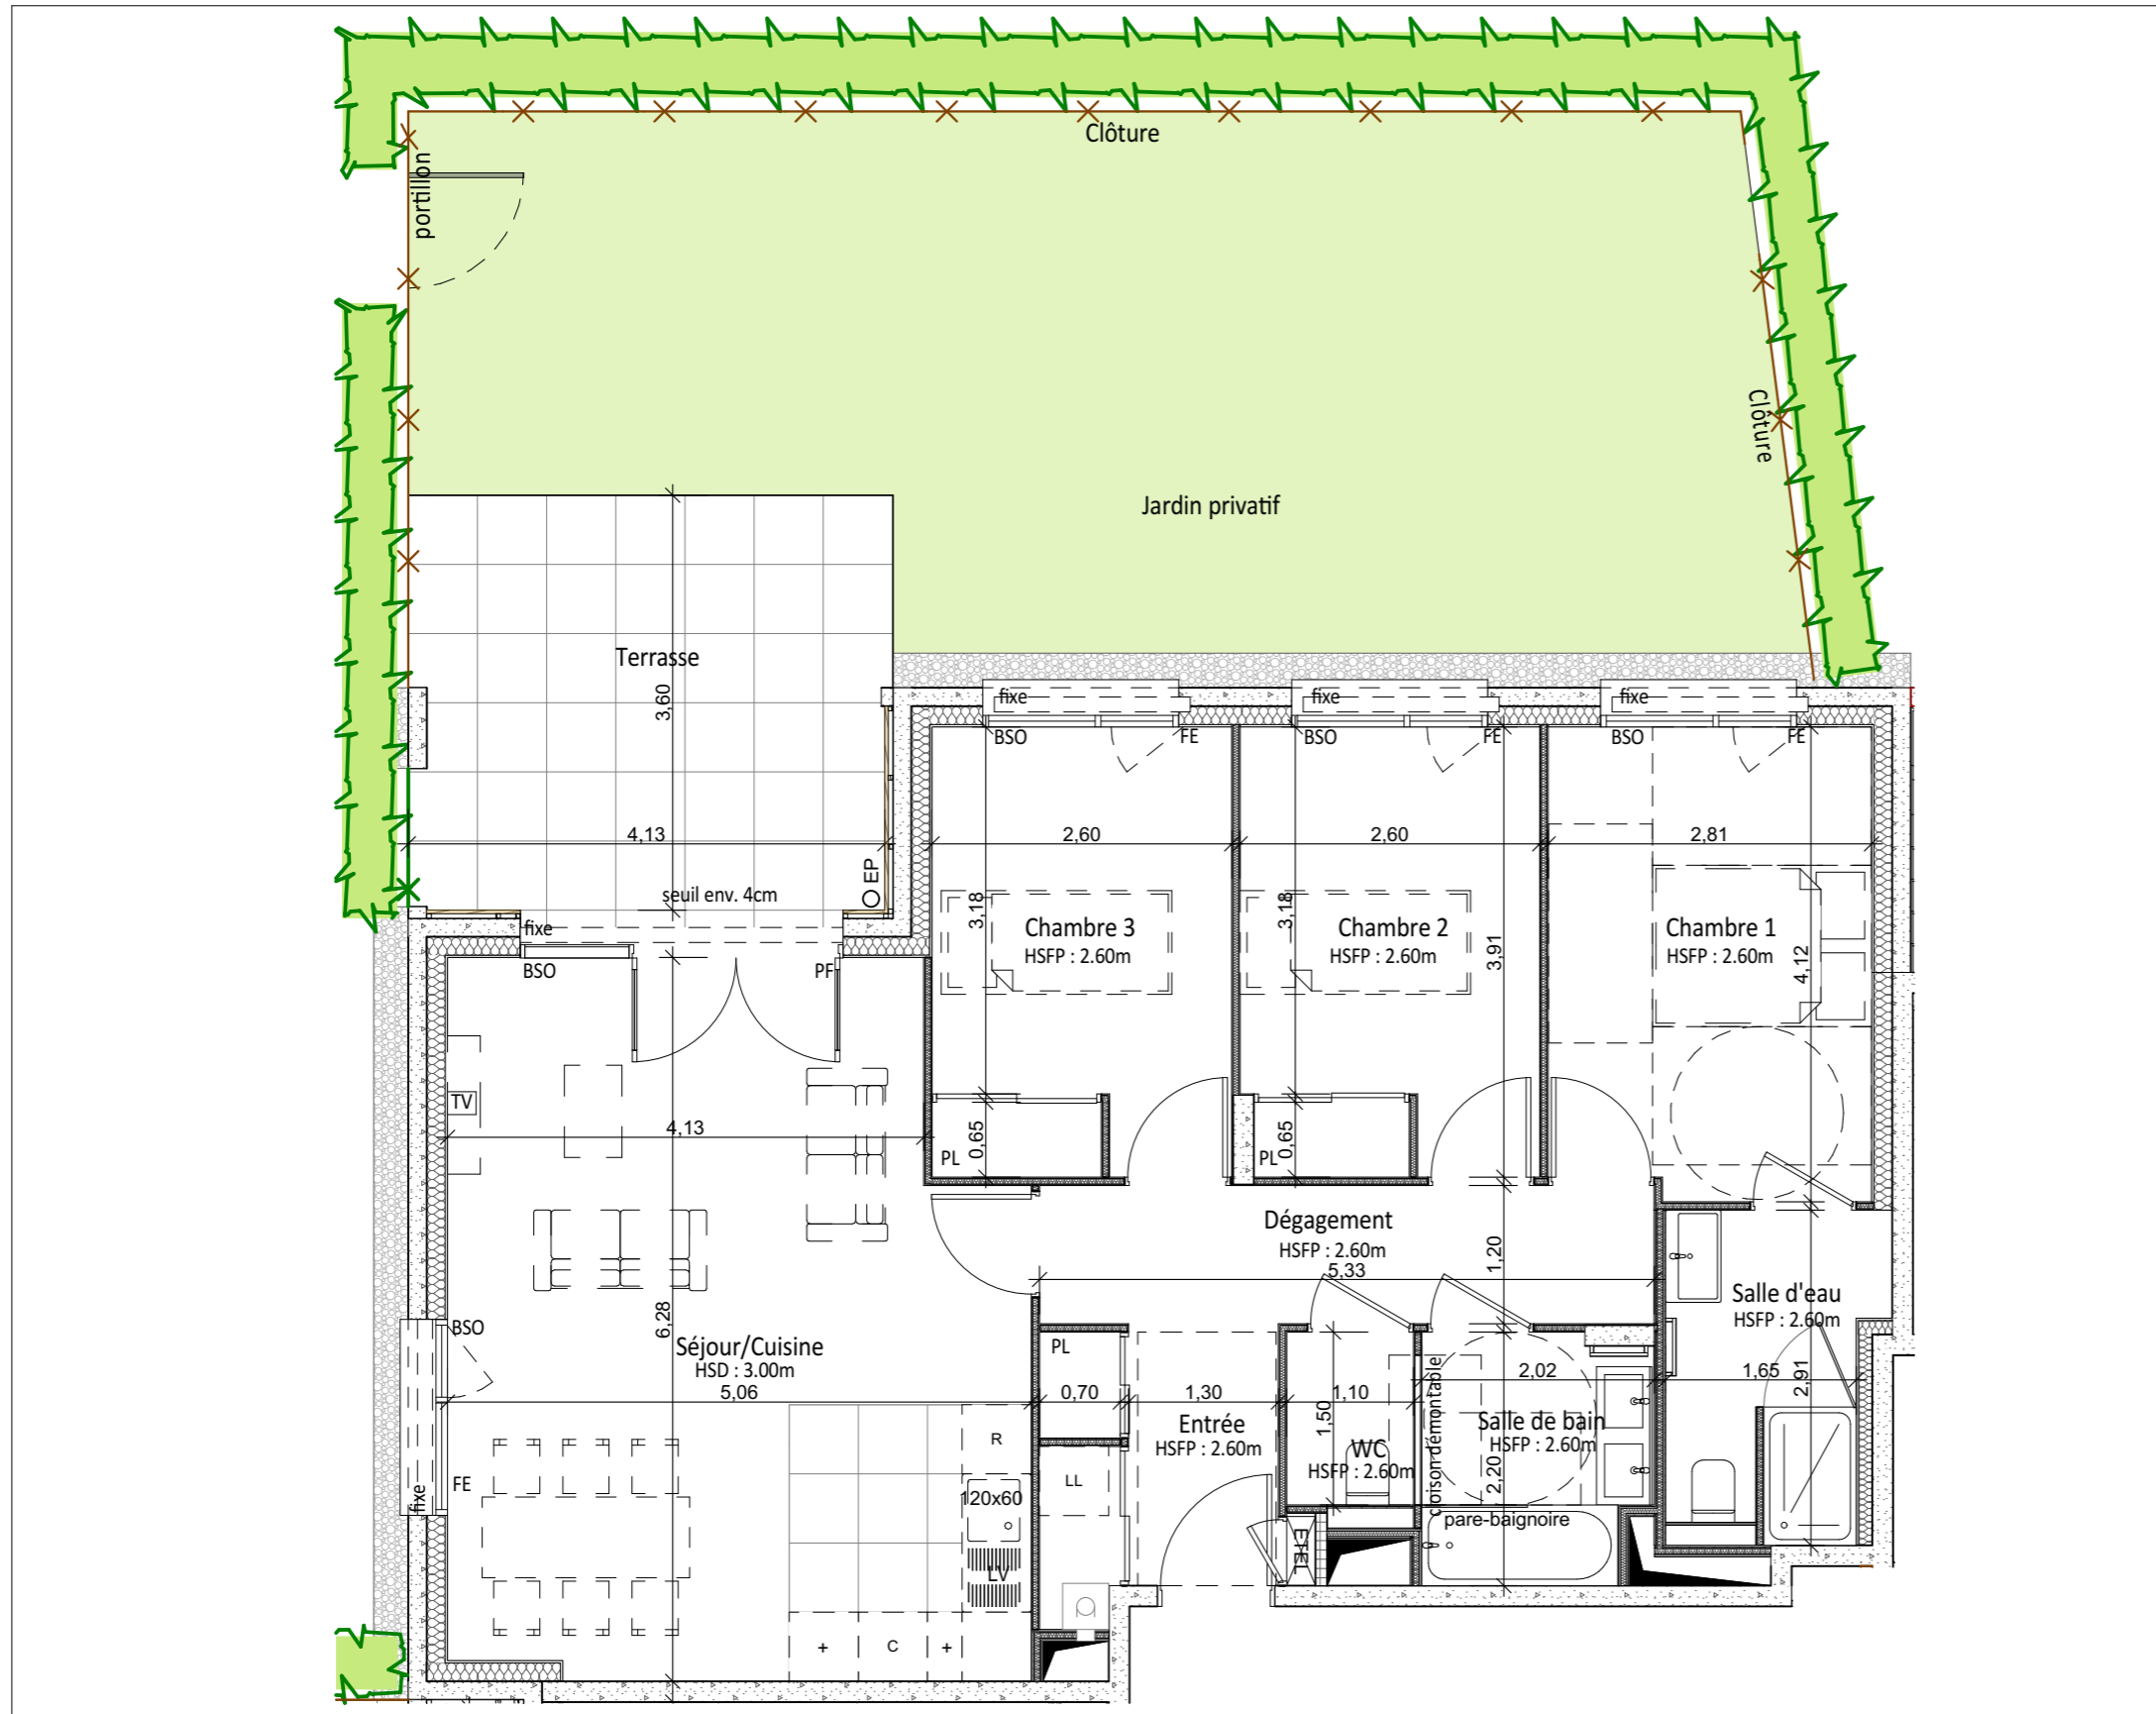 Clôture
portillon
Clôture
Jardin privatif
Terrasse
3,60
fixe
fixe
fixe
BSO
FE
BSO
FE
BSO
FE
4,13
2,60
2,60
2,81
EP
seuil env. 4cm
3,18
3,18
Chambre 3
HSFP : 2.60m
Chambre 2
HSFP : 2.60m
3,91
Chambre 1
HSFP : 2.60m
4,12
fixe
BSO
PF
TV
4,13
0,65
PL
0,65
PL
Dégagement
HSFP : 2.60m
5,33
1,20
Salle d'eau
HSFP : 2.60m
BSO
6,28
Séjour/Cuisine
HSD : 3.00m
5,06
PL
0,70
1,30
1,10
2,02
1,65
2,91
Entrée
HSFP : 2.60m
1,50
WC
HSFP : 2.60m
cloison démontable
Salle de bain
HSFP : 2.60m
2,20
R
FE
fixe
LL
120x60
pare-baignoire
ETEL
LV
+
C
+